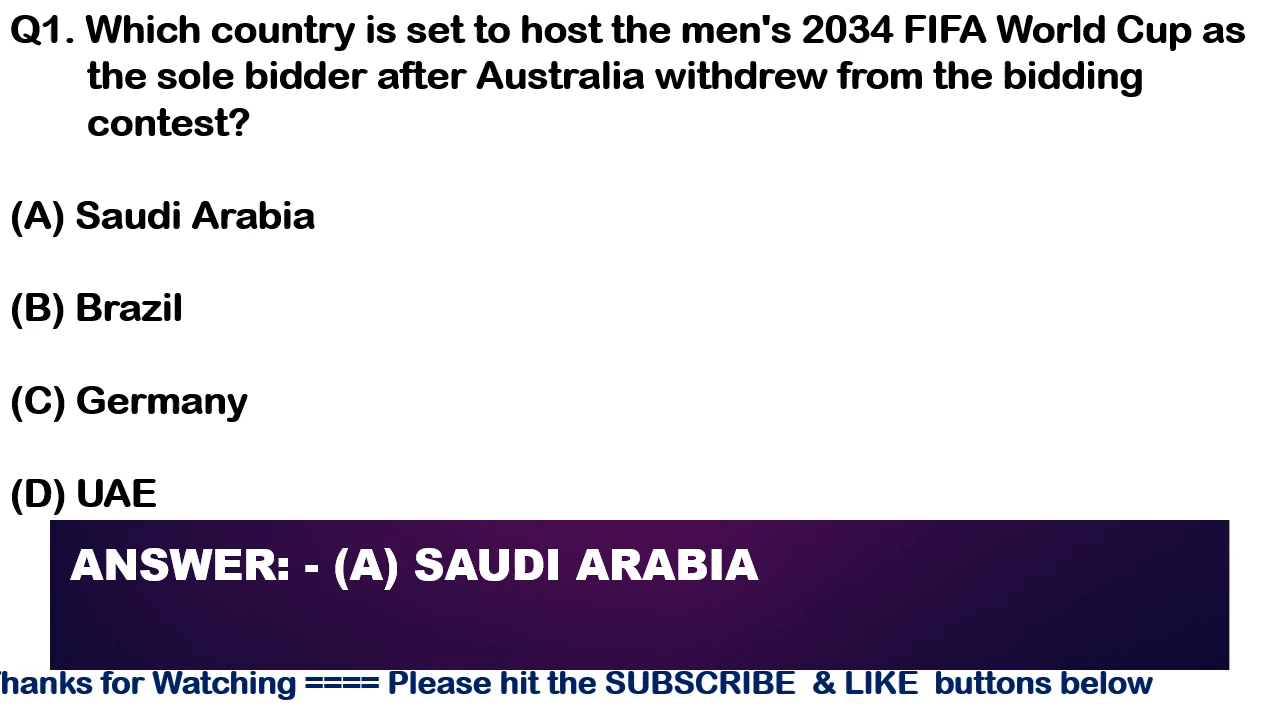 Q1. Which country is set to host the men's 2034 FIFA World Cup as
the sole bidder after Australia withdrew from the bidding
contest?
(A) Saudi Arabia
(B) Brazil
(C) Germany
(D) UAE
ANSWER: - (A) SAUDI ARABIA
hanks for Watching ==== Please hit the SUBSCRIBE & LIKE buttons below